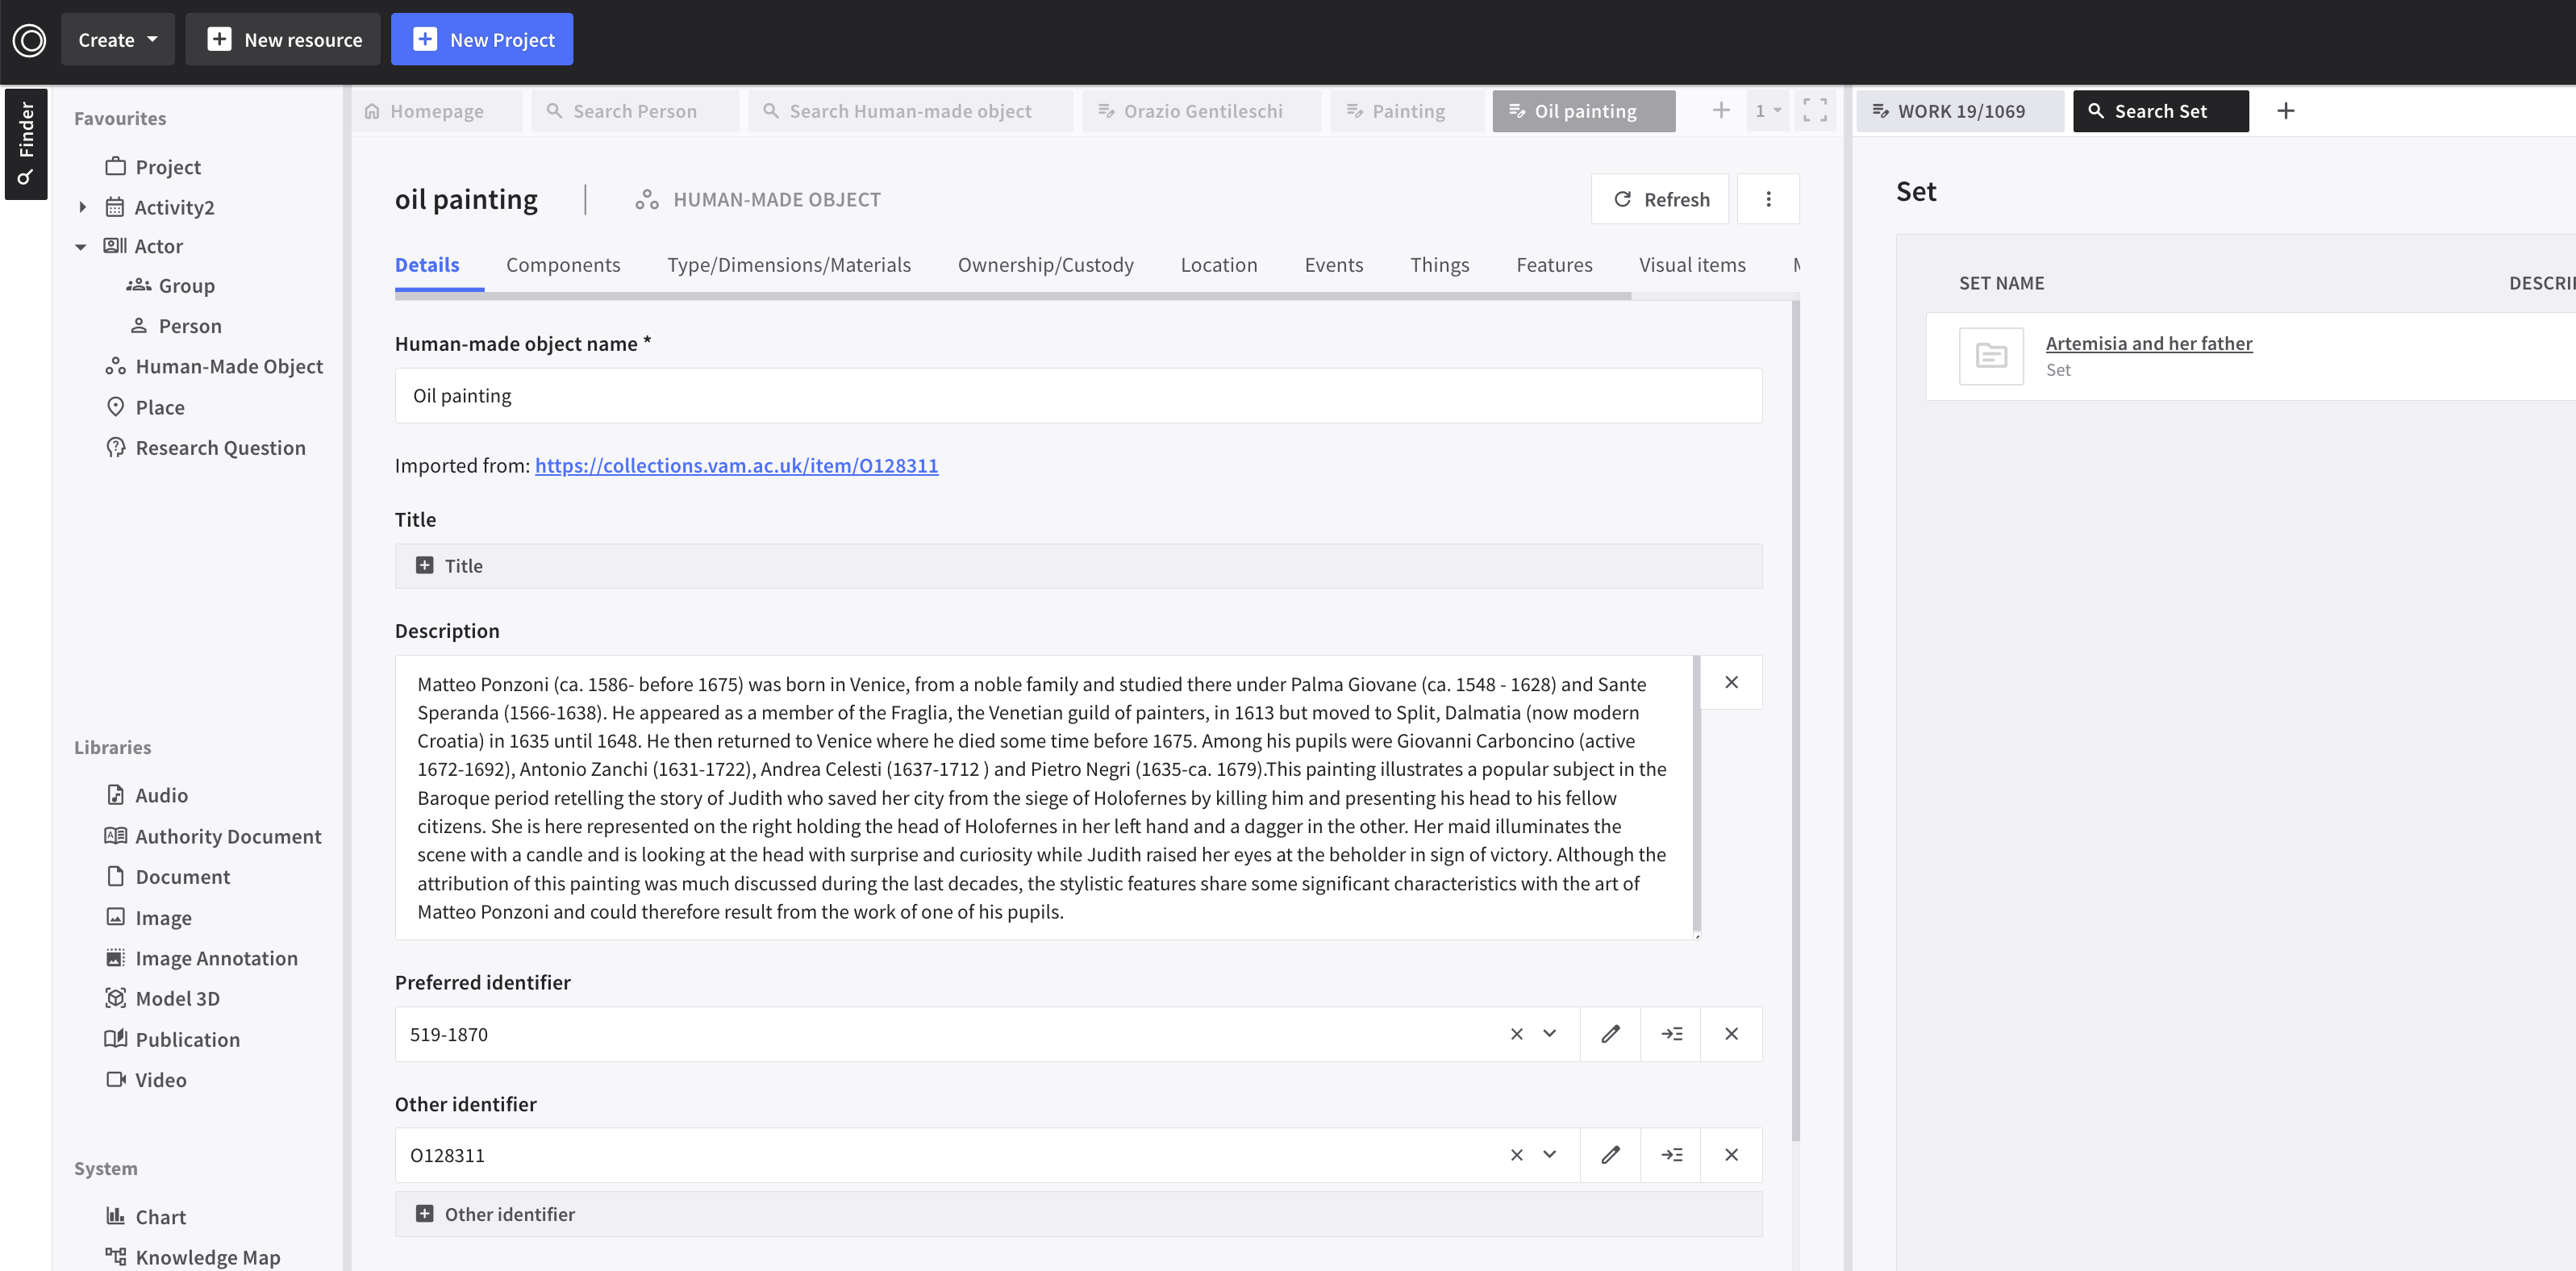 Create
New resource
New Project
Finder
Favourites
Project
Activity2
Actor
Group
Person
Human-Made Object
Place
Research Question
Libraries
Audio
Authority Document
Document
Image
Image Annotation
Model 3D
Publication
Video
System
Chart
Knowledge Map
Homepage
Search Person
Search Human-made object
Orazio Gentileschi
Painting
Oil painting
1
oil painting
HUMAN-MADE OBJECT
Refresh
Details
Components
Type/Dimensions/Materials
Ownership/Custody
Location
Events
Things
Features
Visual items
Human-made object name *
Oil painting
Imported from: https://collections.vam.ac.uk/item/O128311
Title
Title
Description
Matteo Ponzoni (ca. 1586- before 1675) was born in Venice, from a noble family and studied there under Palma Giovane (ca. 1548 - 1628) and Sante
Speranda (1566-1638). He appeared as a member of the Fraglia, the Venetian guild of painters, in 1613 but moved to Split, Dalmatia (now modern
Croatia) in 1635 until 1648. He then returned to Venice where he died some time before 1675. Among his pupils were Giovanni Carboncino (active
1672-1692), Antonio Zanchi (1631-1722), Andrea Celesti (1637-1712 ) and Pietro Negri (1635-ca. 1679).This painting illustrates a popular subject in the
Baroque period retelling the story of Judith who saved her city from the siege of Holofernes by killing him and presenting his head to his fellow
citizens. She is here represented on the right holding the head of Holofernes in her left hand and a dagger in the other. Her maid illuminates the
scene with a candle and is looking at the head with surprise and curiosity while Judith raised her eyes at the beholder in sign of victory. Although the
attribution of this painting was much discussed during the last decades, the stylistic features share some significant characteristics with the art of
Matteo Ponzoni and could therefore result from the work of one of his pupils.
Preferred identifier
519-1870
Other identifier
O128311
Other identifier
WORK 19/1069
Search Set
Set
SET NAME
DESCRI
Artemisia and her father
Set